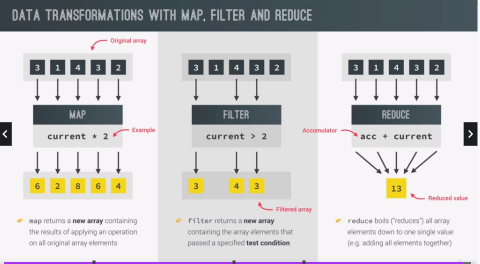 DATA TRANSFORMATIONS WITH MAP, FILTER AND REDUCE
Original array
3 1 4 3 2
MAP
current * 2
Example
6 2 8 6 4
map returns a new array containing
the results of applying an operation
on all original array elements
3 1 4 3 2
FILTER
current > 2
3 4 3
Filtered array
filter returns a new array
containing the array elements that
passed a specified test condition
3 1 4 3 2
REDUCE
Accumulator
acc + current
13
Reduced value
reduce boils ("reduces") all array
elements down to one single value
(e.g. adding all elements together)